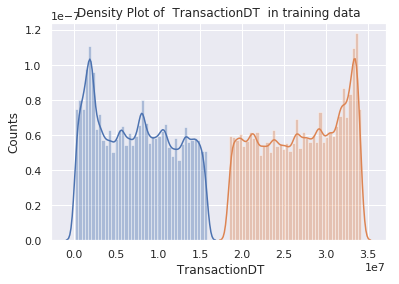 1e−7
Density Plot of  TransactionDT  in training data
1.2
1.0
0.8
0.6
0.4
0.2
0.0
Counts
0.0 0.5 1.0 1.5 2.0 2.5 3.0 3.5
1e7
TransactionDT